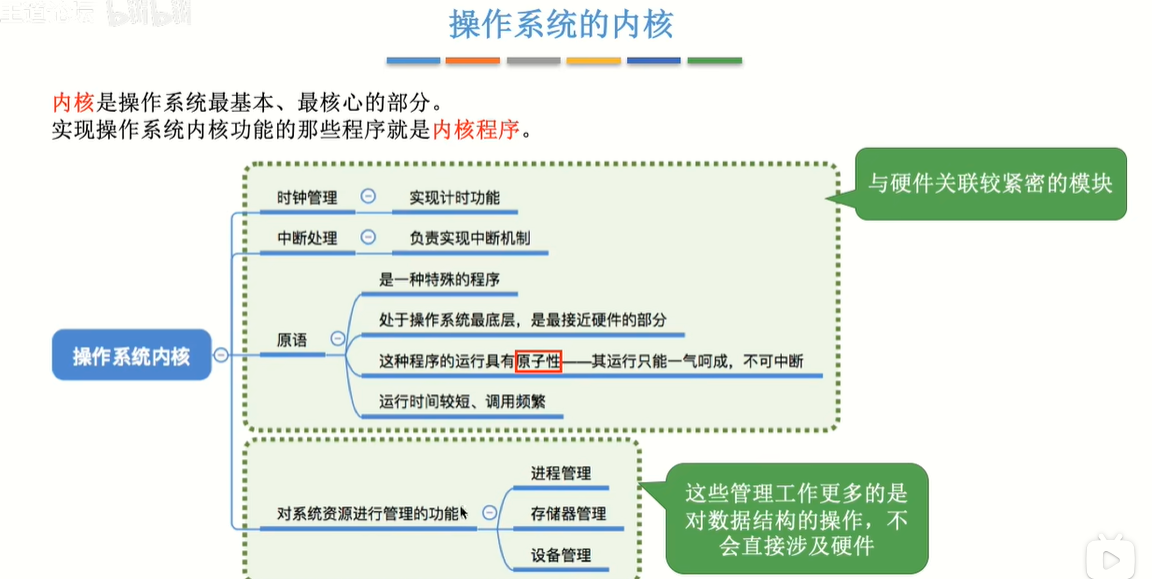 王道论坛 bilibili
操作系统的内核
内核是操作系统最基本、最核心的部分。
实现操作系统内核功能的那些程序就是内核程序。
与硬件关联较紧密的模块
时钟管理 实现计时功能
中断处理 负责实现中断机制
是一种特殊的程序
处于操作系统最底层，是最接近硬件的部分
原语
这种程序的运行具有原子性——其运行只能一气呵成，不可中断
运行时间较短、调用频繁
操作系统内核
进程管理
对系统资源进行管理的功能 存储器管理
设备管理
这些管理工作更多的是
对数据结构的操作，不
会直接涉及硬件